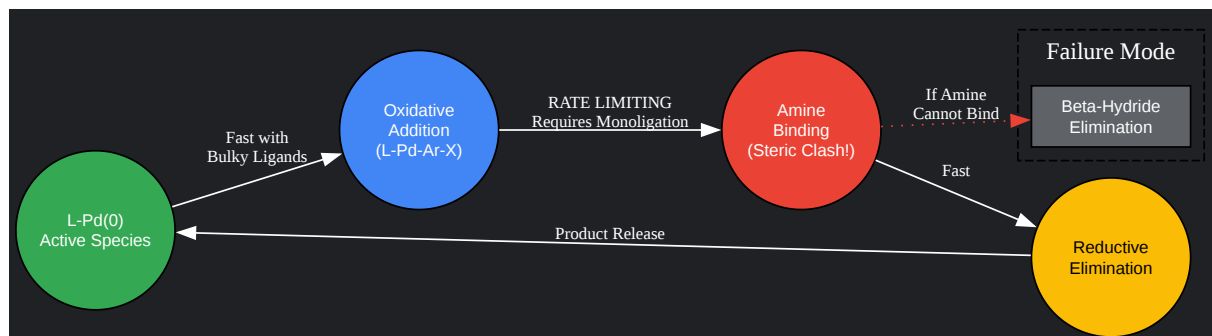 L-Pd(0)
Active Species
Fast with
Bulky Ligands
Oxidative
Addition
(L-Pd-Ar-X)
RATE LIMITING
Requires Monoligation
Amine
Binding
(Steric Clash!)
If Amine
Cannot Bind
Failure Mode
Beta-Hydride
Elimination
Fast
Reductive
Elimination
Product Release